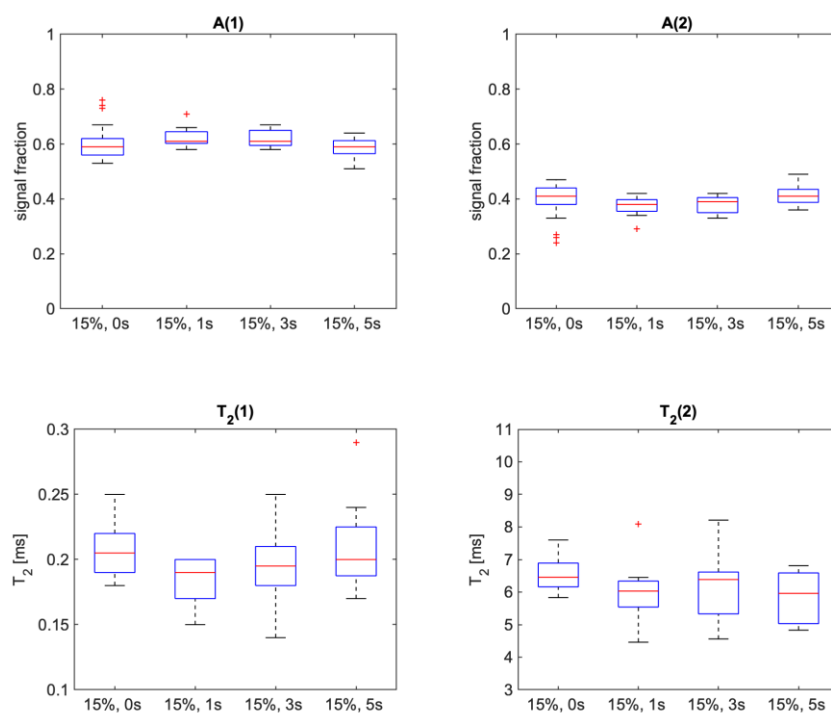 A(1)
1
0.8
0.6
0.4
0.2
0
signal fraction
15%, 0s 15%, 1s 15%, 3s 15%, 5s
A(2)
1
0.8
0.6
0.4
0.2
0
signal fraction
15%, 0s 15%, 1s 15%, 3s 15%, 5s
T₂(1)
0.3
0.25
0.2
0.15
0.1
T₂ [ms]
15%, 0s 15%, 1s 15%, 3s 15%, 5s
T₂(2)
11
10
9
8
7
6
5
4
3
T₂ [ms]
15%, 0s 15%, 1s 15%, 3s 15%, 5s